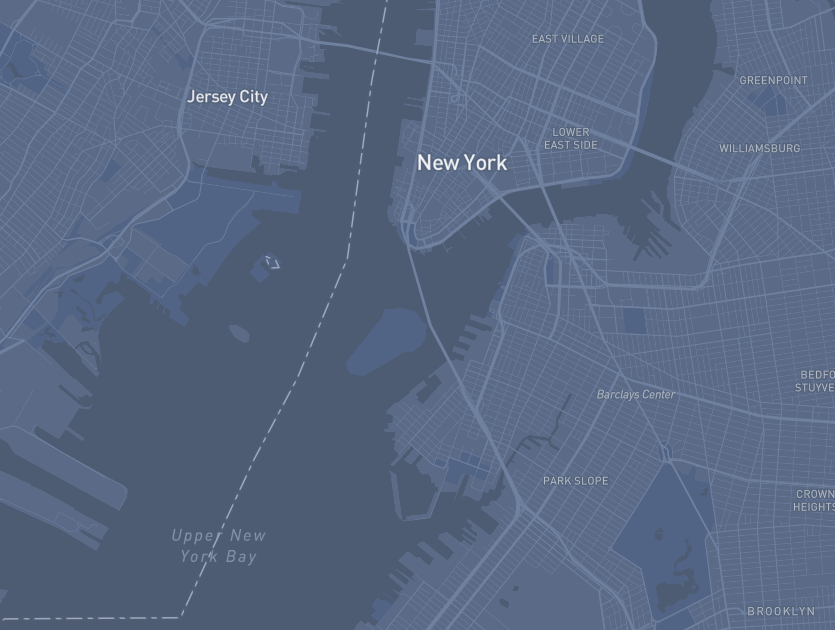 EAST VILLAGE
GREENPOINT
Jersey City
LOWER
EAST SIDE
WILLIAMSBURG
New York
BEDFO
STUYVE
Barclays Center
PARK SLOPE
CROWN
HEIGHTS
Upper New
York Bay
BROOKLYN